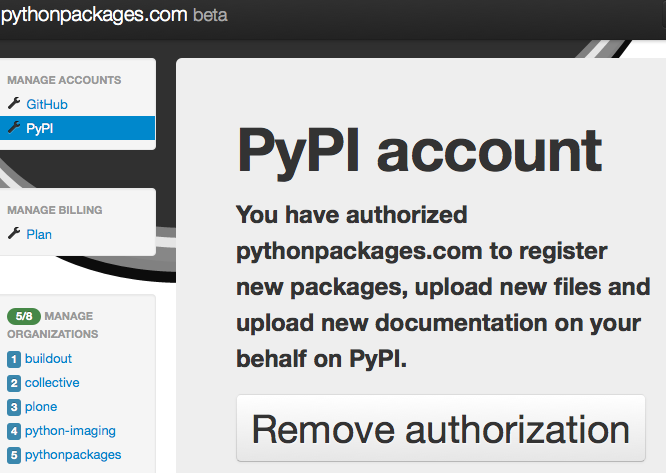 pythonpackages.com beta
MANAGE ACCOUNTS
GitHub
PyPI
MANAGE BILLING
Plan
5/8 MANAGE
ORGANIZATIONS
1 buildout
2 collective
3 plone
4 python-imaging
5 pythonpackages
PyPI account
You have authorized
pythonpackages.com to register
new packages, upload new files and
upload new documentation on your
behalf on PyPI.
Remove authorization